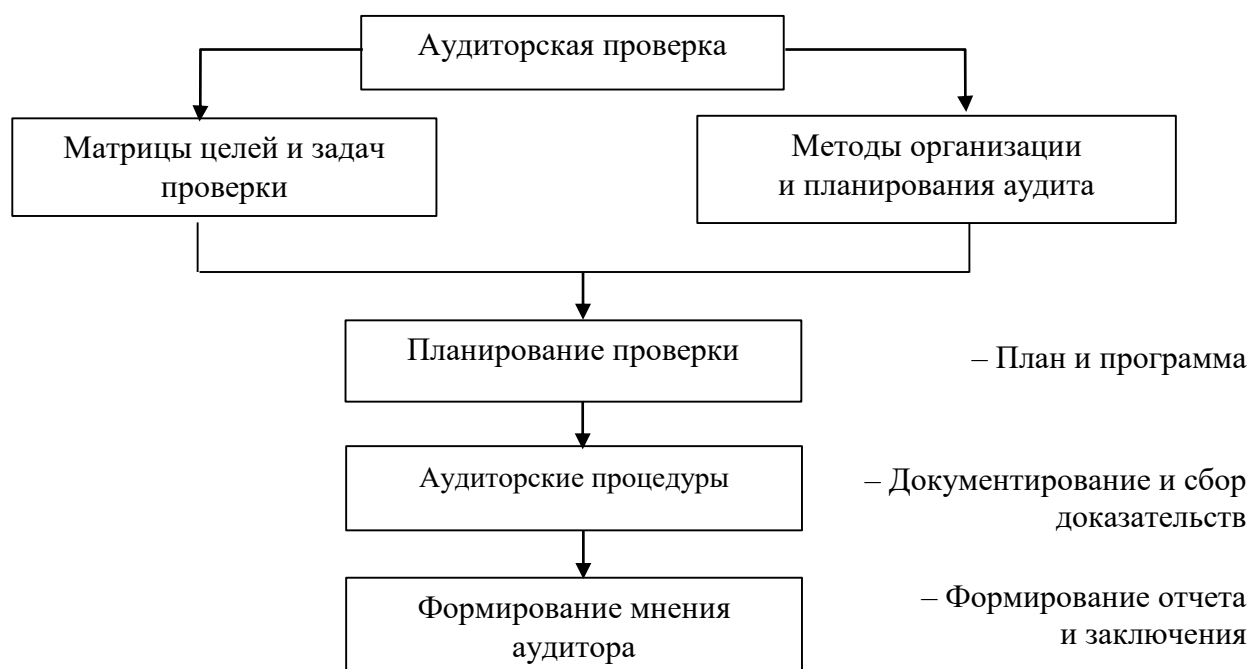 Аудиторская проверка
Матрицы целей и задач
проверки
Методы организации
и планирования аудита
Планирование проверки
– План и программа
Аудиторские процедуры
– Документирование и сбор
доказательств
Формирование мнения
аудитора
– Формирование отчета
и заключения